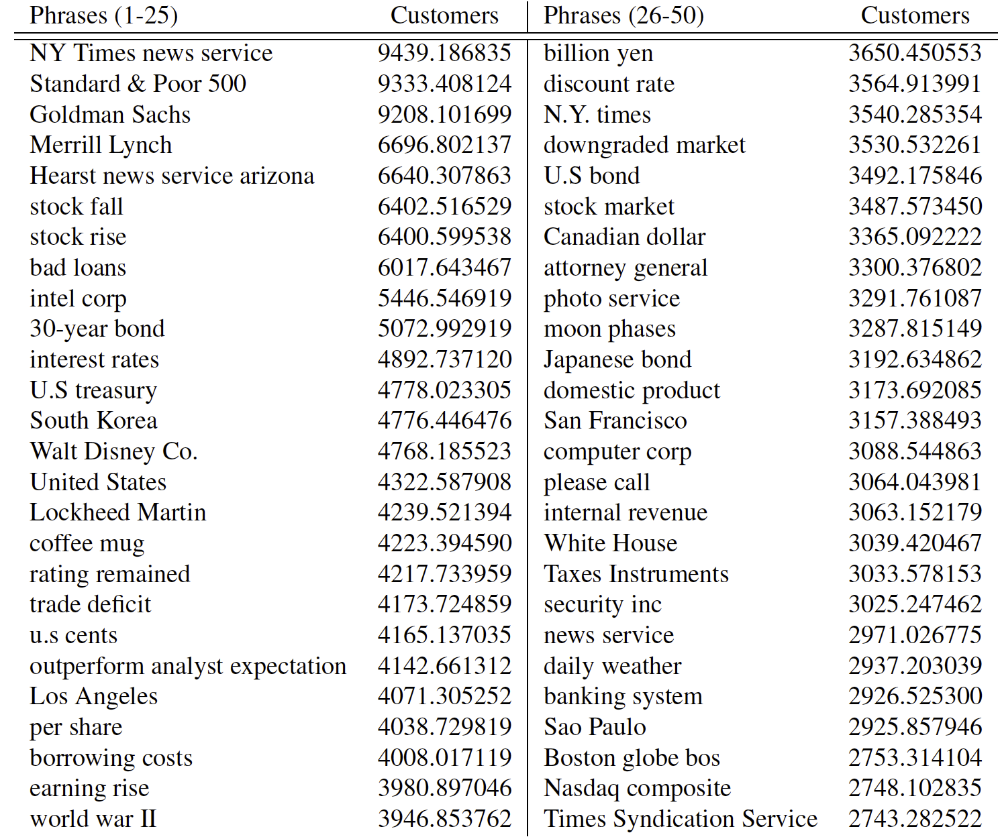 Phrases (1-25) Customers Phrases (26-50) Customers
NY Times news service 9439.186835 billion yen 3650.450553
Standard & Poor 500 9333.408124 discount rate 3564.913991
Goldman Sachs 9208.101699 N.Y. times 3540.285354
Merrill Lynch 6696.802137 downgraded market 3530.532261
Hearst news service arizona 6640.307863 U.S bond 3492.175846
stock fall 6402.516529 stock market 3487.573450
stock rise 6400.599538 Canadian dollar 3365.092222
bad loans 6017.643467 attorney general 3300.376802
intel corp 5446.546919 photo service 3291.761087
30-year bond 5072.992919 moon phases 3287.815149
interest rates 4892.737120 Japanese bond 3192.634862
U.S treasury 4778.023305 domestic product 3173.692085
South Korea 4776.446476 San Francisco 3157.388493
Walt Disney Co. 4768.185523 computer corp 3088.544863
United States 4322.587908 please call 3064.043981
Lockheed Martin 4239.521394 internal revenue 3063.152179
coffee mug 4223.394590 White House 3039.420467
rating remained 4217.733959 Taxes Instruments 3033.578153
trade deficit 4173.724859 security inc 3025.247462
u.s cents 4165.137035 news service 2971.026775
outperform analyst expectation 4142.661312 daily weather 2937.203039
Los Angeles 4071.305252 banking system 2926.525300
per share 4038.729819 Sao Paulo 2925.857946
borrowing costs 4008.017119 Boston globe bos 2753.314104
earning rise 3980.897046 Nasdaq composite 2748.102835
world war II 3946.853762 Times Syndication Service 2743.282522